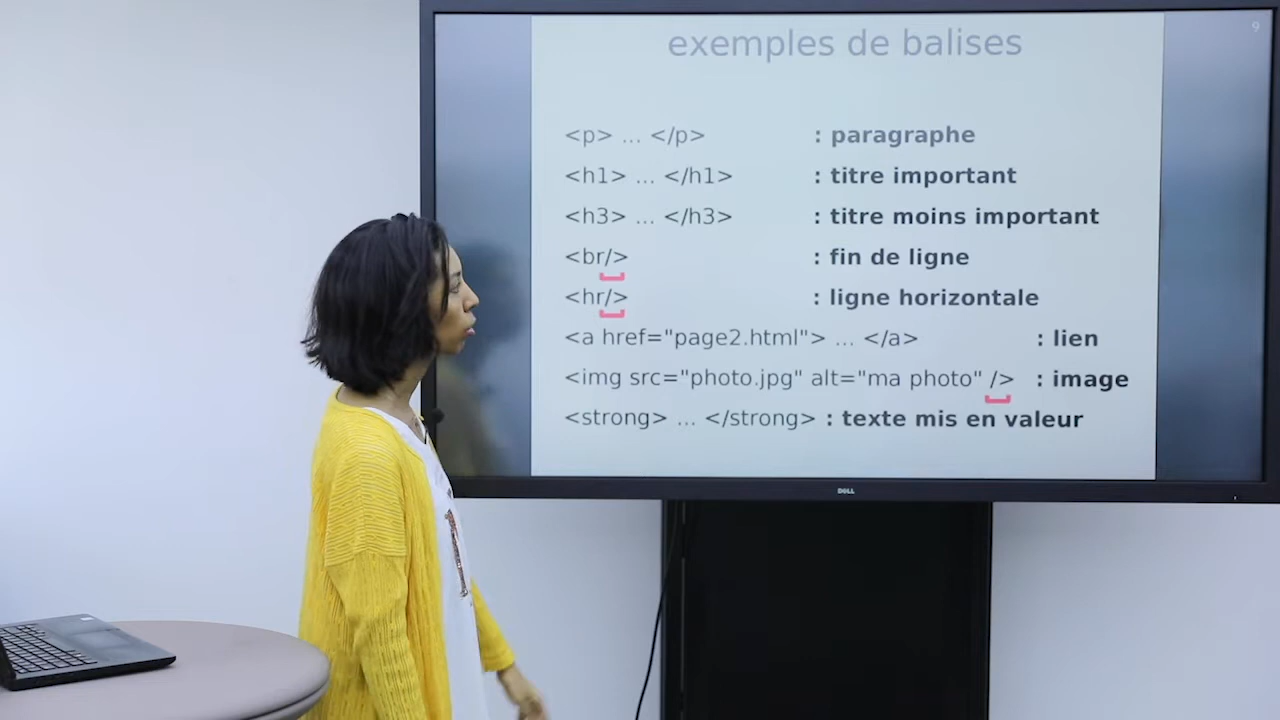 9
exemples de balises
<p> ... </p> : paragraphe
<h1> ... </h1> : titre important
<h3> ... </h3> : titre moins important
<br/> : fin de ligne
<hr/> : ligne horizontale
<a href="page2.html"> ... </a> : lien
<img src="photo.jpg" alt="ma photo" /> : image
<strong> ... </strong> : texte mis en valeur
DELL